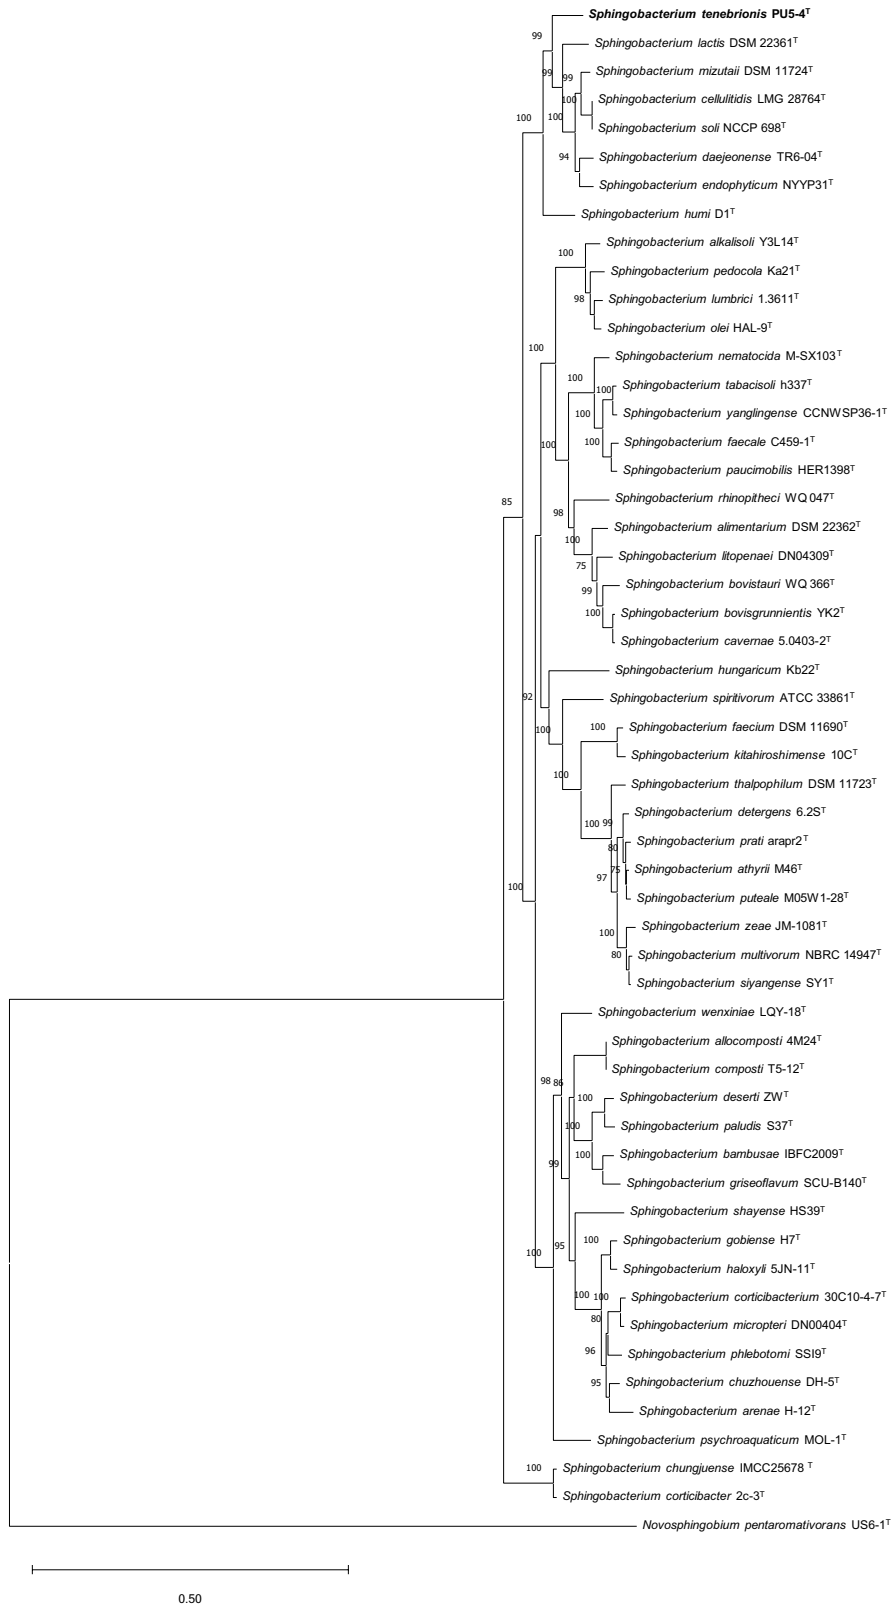 Sphingobacterium tenebrionis PU5-4T
99
Sphingobacterium lactis DSM 22361T
99
99
Sphingobacterium mizutaii DSM 11724T
100
Sphingobacterium cellulitidis LMG 28764T
100
100
Sphingobacterium soli NCCP 698T
94
Sphingobacterium daejeonense TR6-04T
Sphingobacterium endophyticum NYYP31T
Sphingobacterium humi D1T
Sphingobacterium alkalisoli Y3L14T
100
Sphingobacterium pedocola Ka21T
98
Sphingobacterium lumbrici 1.3611T
Sphingobacterium olei HAL-9T
100
Sphingobacterium nematocida M-SX103T
100
100
Sphingobacterium tabacisoli h337T
100
Sphingobacterium yanglingense CCNWSP36-1T
100
100
Sphingobacterium faecale C459-1T
Sphingobacterium paucimobilis HER1398T
85
Sphingobacterium rhinopitheci WQ 047T
98
Sphingobacterium alimentarium DSM 22362T
100
Sphingobacterium litopenaei DN04309T
75
Sphingobacterium bovistauri WQ 366T
99
100
Sphingobacterium bovisgrunnientis YK2T
Sphingobacterium cavernae 5.0403-2T
Sphingobacterium hungaricum Kb22T
92
Sphingobacterium spiritivorum ATCC 33861T
100
100
Sphingobacterium faecium DSM 11690T
Sphingobacterium kitahiroshimense 10CT
100
Sphingobacterium thalpophilum DSM 11723T
Sphingobacterium detergens 6.2ST
100
99
Sphingobacterium prati arapr2T
80
Sphingobacterium athyrii M46T
75
97
100
Sphingobacterium puteale M05W1-28T
Sphingobacterium zeae JM-1081T
100
Sphingobacterium multivorum NBRC 14947T
80
Sphingobacterium siyangense SY1T
Sphingobacterium wenxiniae LQY-18T
Sphingobacterium allocomposti 4M24T
Sphingobacterium composti T5-12T
98
86
Sphingobacterium deserti ZWT
100
Sphingobacterium paludis S37T
100
Sphingobacterium bambusae IBFC2009T
100
99
Sphingobacterium griseoflavum SCU-B140T
Sphingobacterium shayense HS39T
100
Sphingobacterium gobiense H7T
95
100
Sphingobacterium haloxyli 5JN-11T
100
100
Sphingobacterium corticibacterium 30C10-4-7T
80
Sphingobacterium micropteri DN00404T
96
Sphingobacterium phlebotomi SSI9T
95
Sphingobacterium chuzhouense DH-5T
Sphingobacterium arenae H-12T
Sphingobacterium psychroaquaticum MOL-1T
100
Sphingobacterium chungjuense IMCC25678 T
Sphingobacterium corticibacter 2c-3T
Novosphingobium pentaromativorans US6-1T
0.50